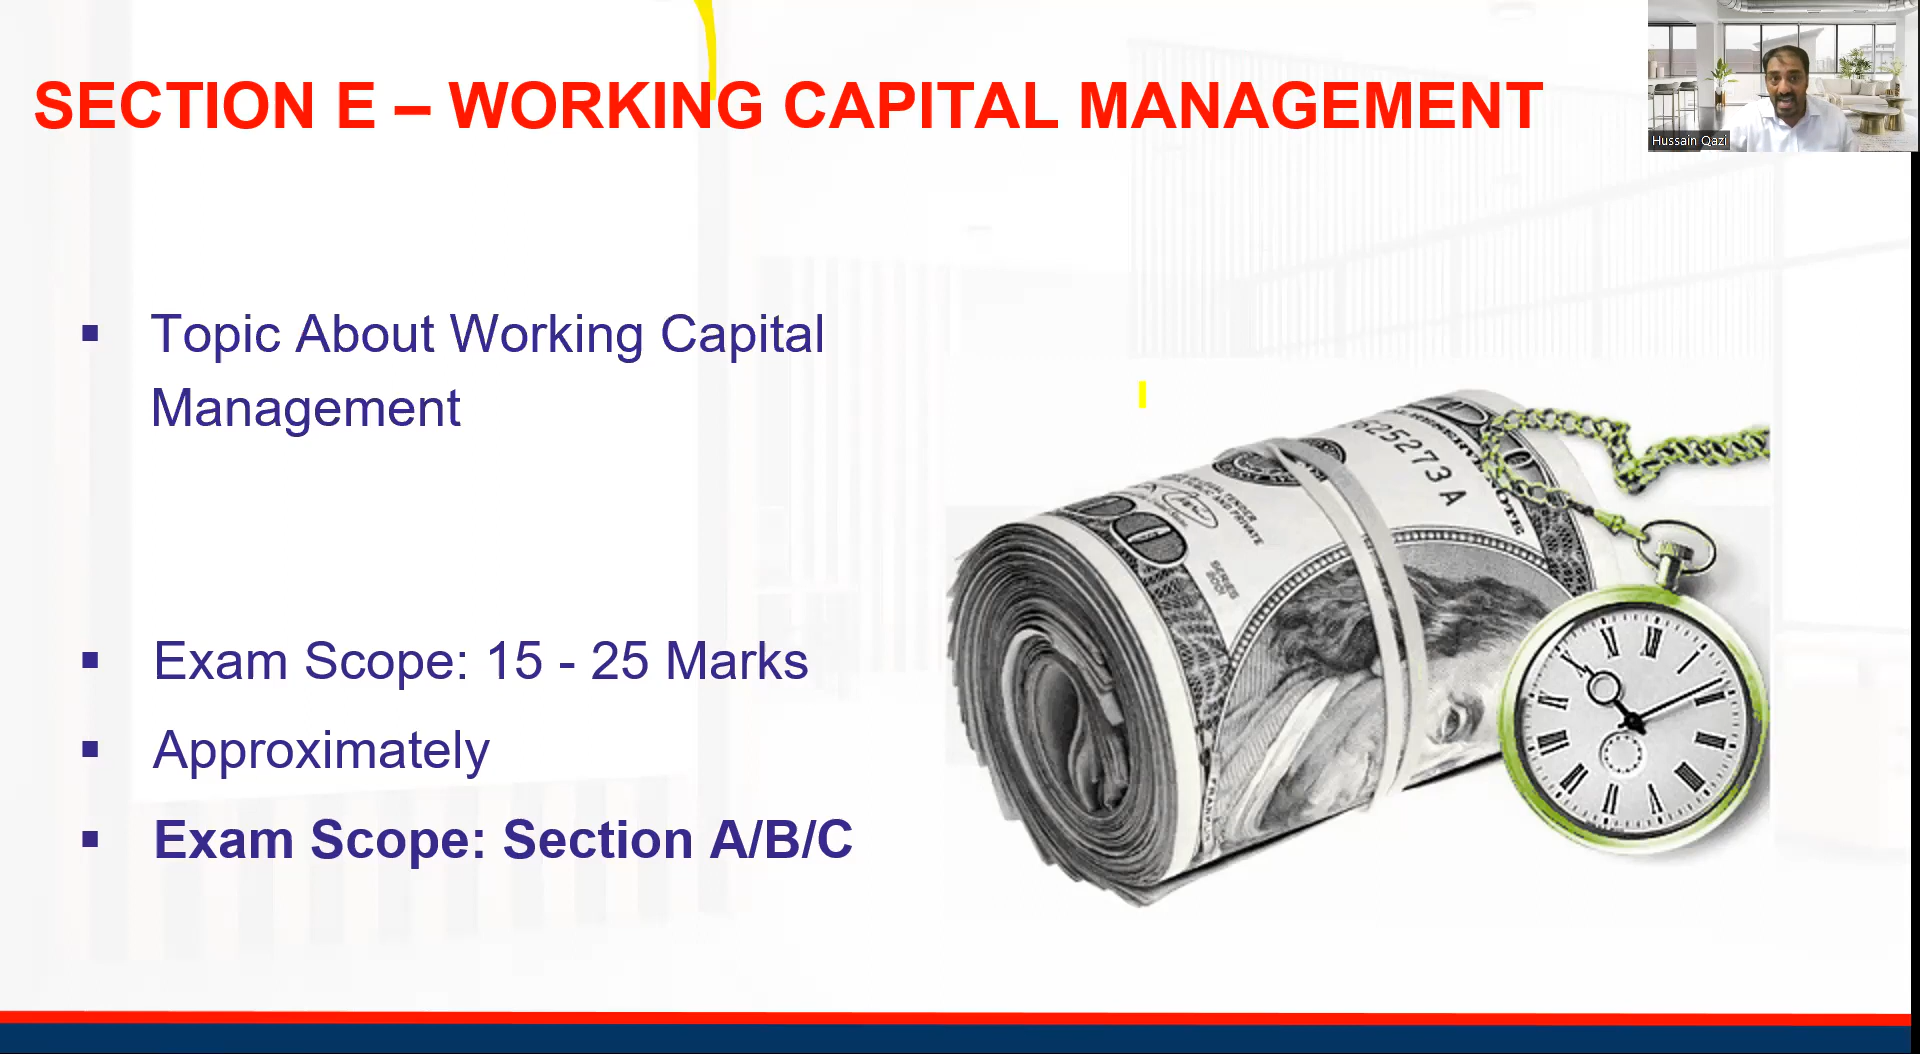 SECTION E – WORKING CAPITAL MANAGEMENT
Hussain Qazi
▪ Topic About Working Capital
Management
▪ Exam Scope: 15 - 25 Marks
▪ Approximately
▪ Exam Scope: Section A/B/C